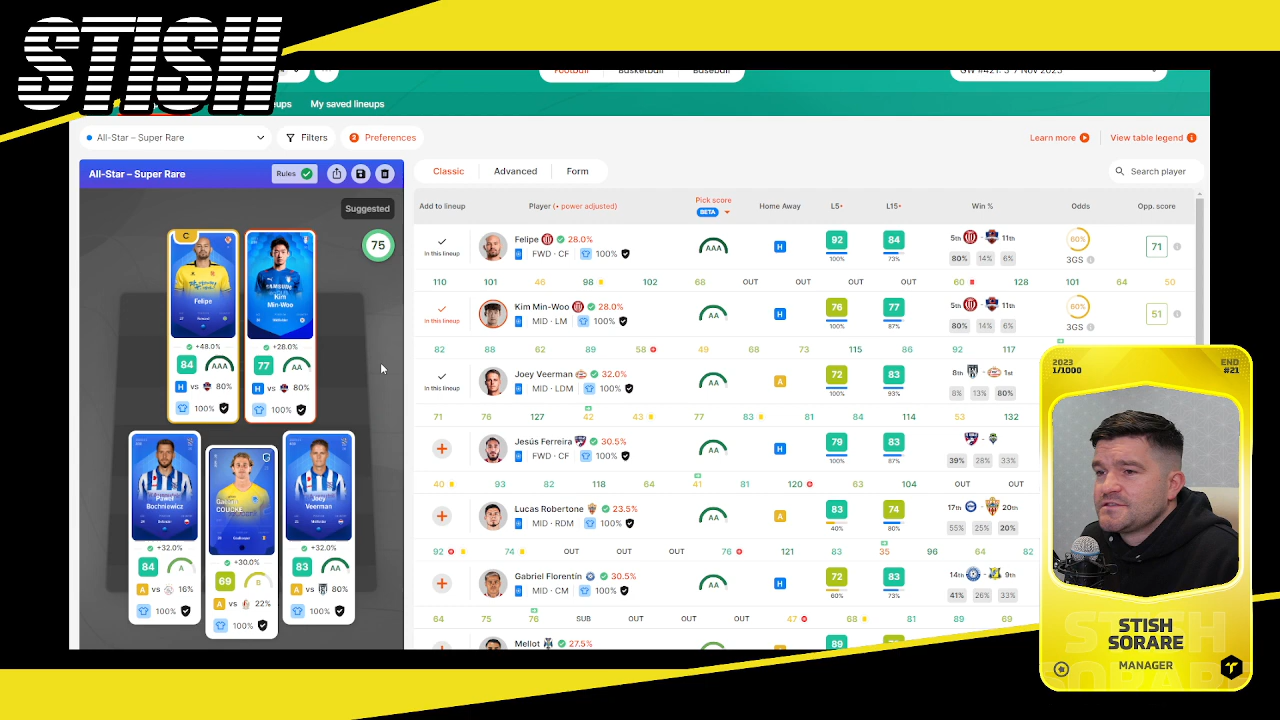 STISH
Football
Basketball
Baseball
GW #421: 3-7 Nov 2025
My saved lineups
All-Star – Super Rare
Filters
3 Preferences
Learn more
View table legend
All-Star – Super Rare
Rules
Classic
Advanced
Form
Search player
Suggested
75
Add to lineup
Player (• power adjusted)
Pick score
BETA
Home Away
L5•
L15•
Win %
Odds
Opp. score
In this lineup
Felipe 28.0%
FWD · CF 100%
AAA
H
92
100%
84
73%
5th 11th
80% 14% 6%
60%
3GS
71
110 101 46 98 102 68 OUT OUT OUT OUT 60 128 101 64 50
In this lineup
Kim Min-Woo 28.0%
MID · LM 100%
AA
H
76
100%
77
87%
5th 11th
80% 14% 6%
60%
3GS
51
82 88 62 89 58 49 68 73 115 86 92 117
In this lineup
Joey Veerman 32.0%
MID · LDM 100%
AA
A
72
100%
83
93%
8th 1st
8% 13% 80%
71 76 127 42 43 77 83 81 84 114 53 132
Jesús Ferreira 30.5%
FWD · CF 100%
AA
H
79
100%
83
87%
39% 28% 33%
40 93 82 118 64 41 81 120 63 104 OUT OUT
Lucas Robertone 23.5%
MID · RDM 100%
AA
A
83
40%
74
80%
17th 20th
55% 25% 20%
92 74 OUT OUT OUT 76 121 83 35 96 64 82
Gabriel Florentín 30.5%
MID · CM 100%
AA
H
72
60%
83
73%
14th 9th
41% 26% 33%
64 75 76 SUB OUT OUT OUT 47 68 81 89 69
Mellot 27.5%
89
C
Felipe
+48.0%
84 AAA
H vs 80%
100%
SAMSUNG
Kim
Min-Woo
+28.0%
77 AA
H vs 80%
100%
Pawel
Bochniewicz
+32.0%
84 A
A vs 16%
100%
COUCKE
+30.0%
69 B
A vs 22%
100%
Joey
Veerman
+32.0%
83 AA
A vs 80%
100%
2023
1/1000
END
#21
STISH
SORARE
MANAGER